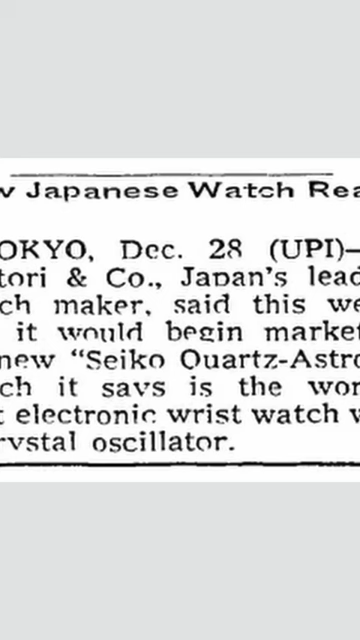 w Japanese Watch Rea
OKYO, Dec. 28 (UPI)—
tori & Co., Japan's lead
ch maker, said this we
it would begin market
new "Seiko Quartz-Astro
ch it says is the wor
t electronic wrist watch w
rystal oscillator.